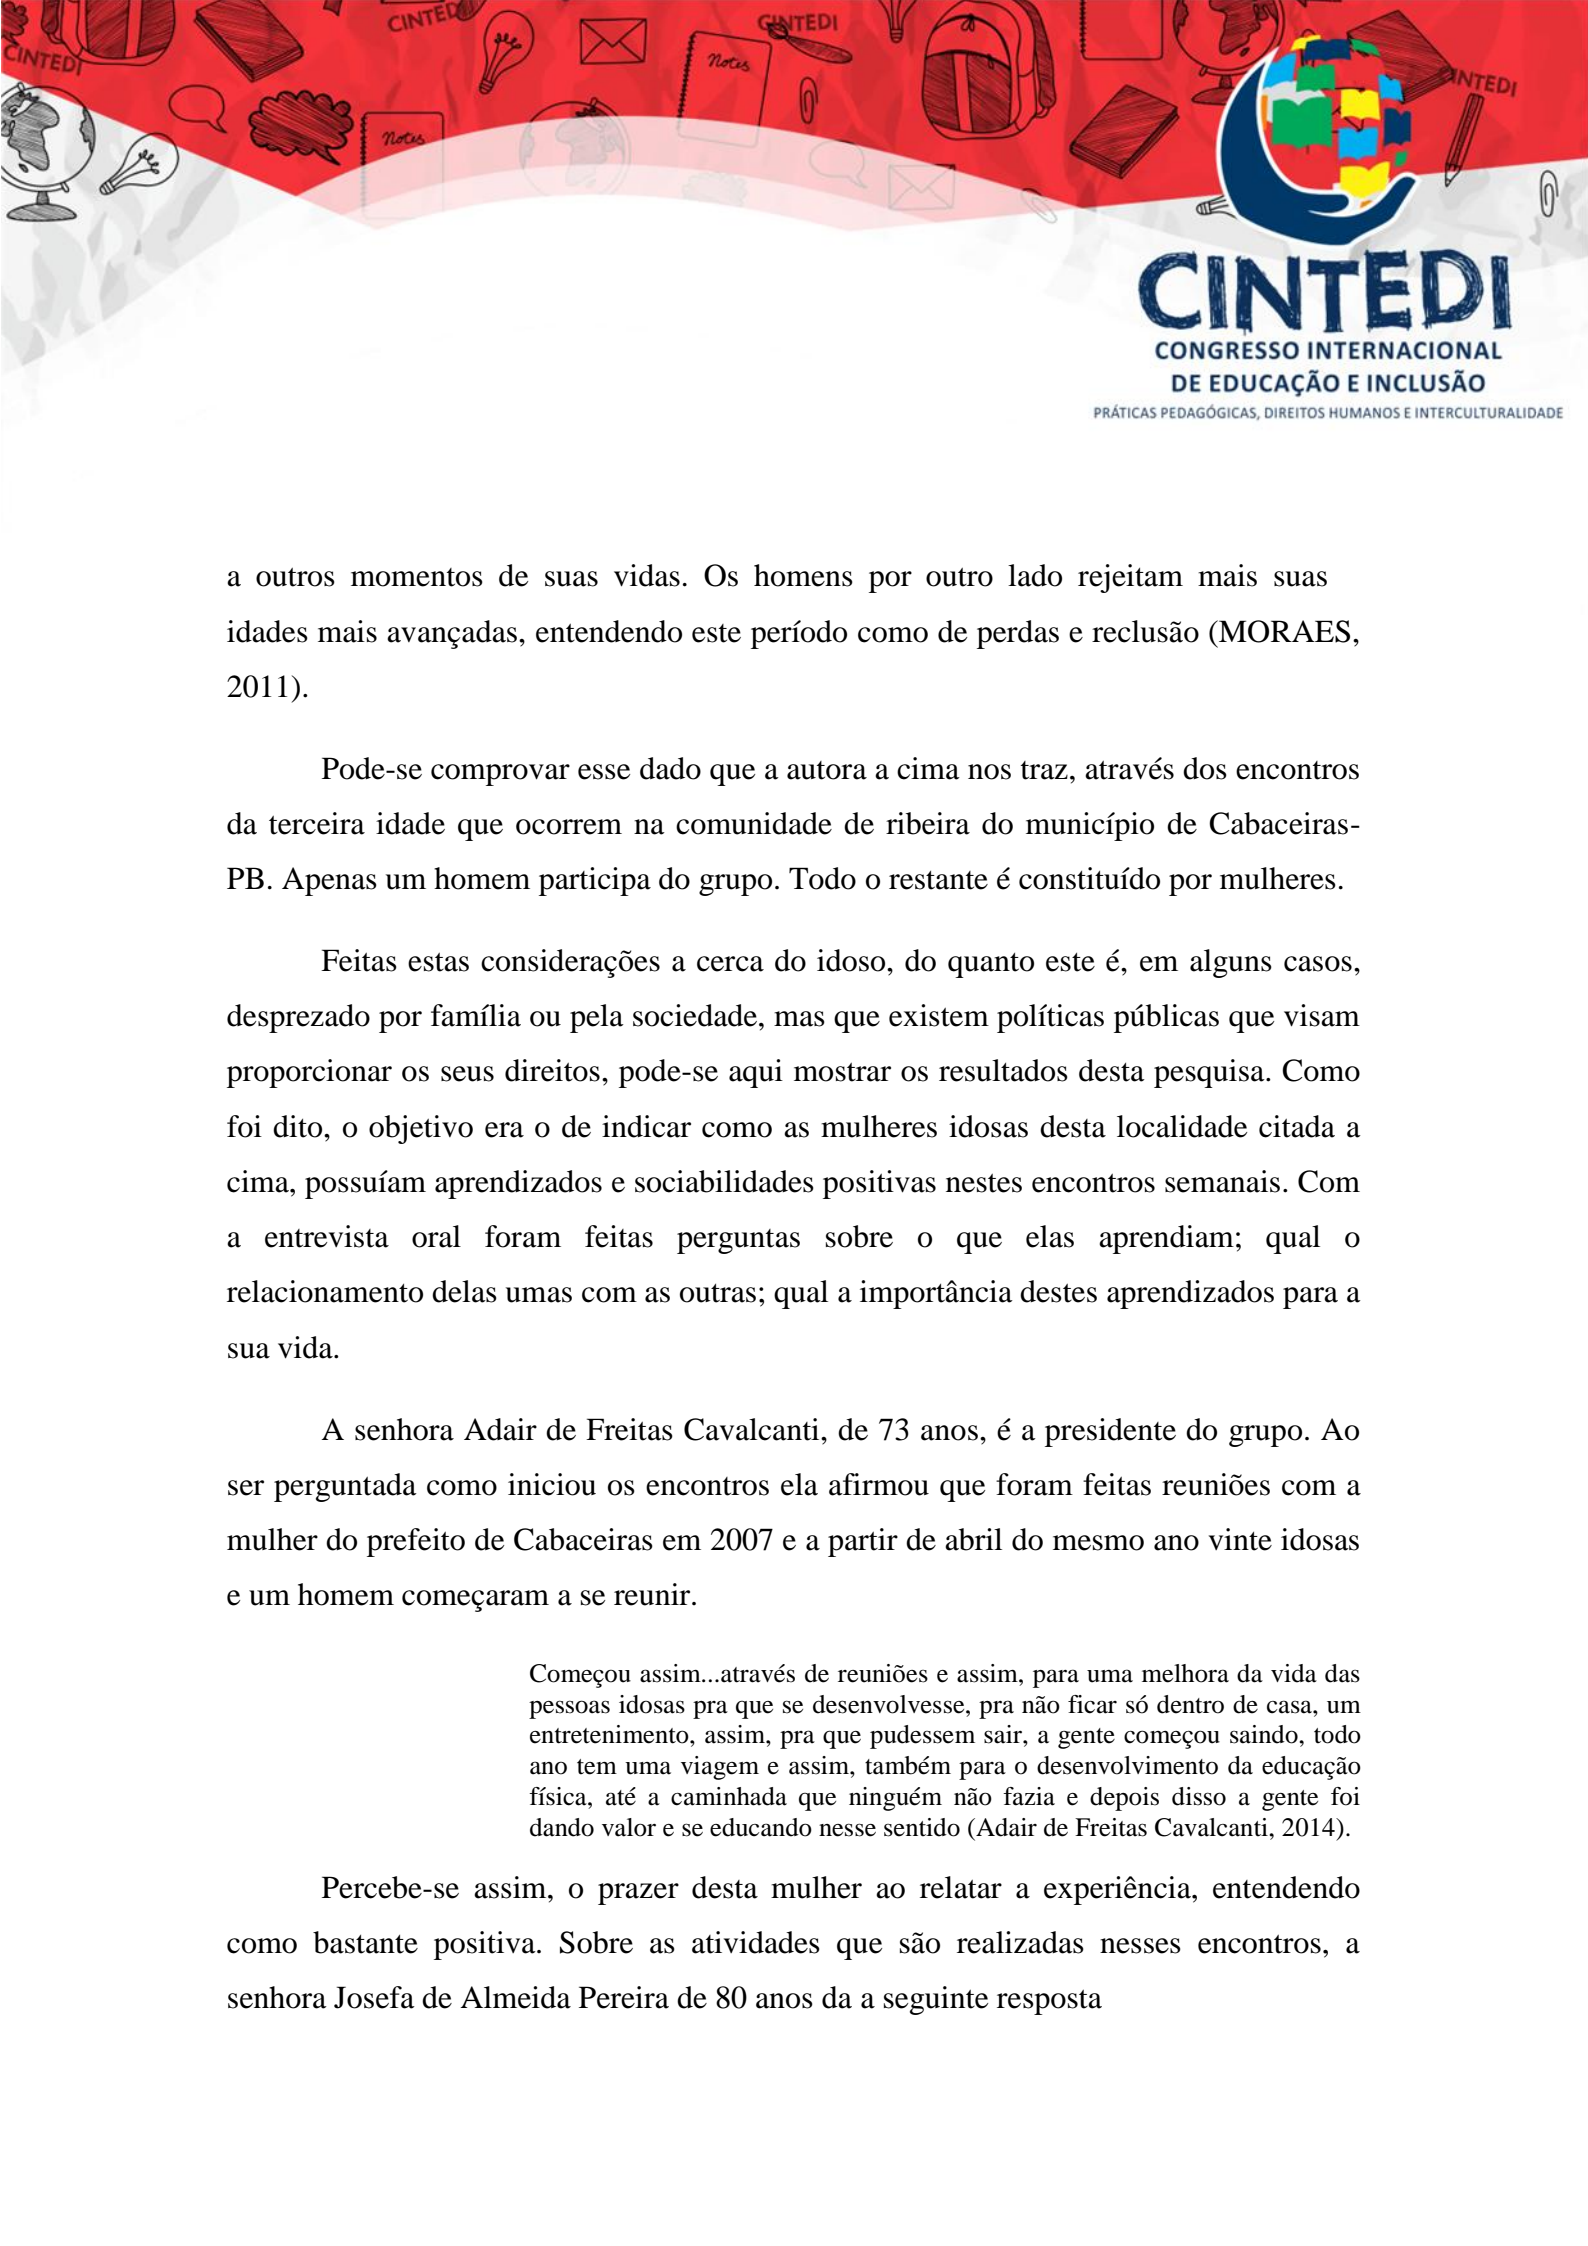 CINTEDI
CINTEDI
CINTEDI
CINTEDI
Notes
Notes
CINTEDI
CONGRESSO INTERNACIONAL
DE EDUCAÇÃO E INCLUSÃO
PRÁTICAS PEDAGÓGICAS, DIREITOS HUMANOS E INTERCULTURALIDADE
a outros momentos de suas vidas. Os homens por outro lado rejeitam mais suas
idades mais avançadas, entendendo este período como de perdas e reclusão (MORAES,
2011).
Pode-se comprovar esse dado que a autora a cima nos traz, através dos encontros
da terceira idade que ocorrem na comunidade de ribeira do município de Cabaceiras-
PB. Apenas um homem participa do grupo. Todo o restante é constituído por mulheres.
Feitas estas considerações a cerca do idoso, do quanto este é, em alguns casos,
desprezado por família ou pela sociedade, mas que existem políticas públicas que visam
proporcionar os seus direitos, pode-se aqui mostrar os resultados desta pesquisa. Como
foi dito, o objetivo era o de indicar como as mulheres idosas desta localidade citada a
cima, possuíam aprendizados e sociabilidades positivas nestes encontros semanais. Com
a entrevista oral foram feitas perguntas sobre o que elas aprendiam; qual o
relacionamento delas umas com as outras; qual a importância destes aprendizados para a
sua vida.
A senhora Adair de Freitas Cavalcanti, de 73 anos, é a presidente do grupo. Ao
ser perguntada como iniciou os encontros ela afirmou que foram feitas reuniões com a
mulher do prefeito de Cabaceiras em 2007 e a partir de abril do mesmo ano vinte idosas
e um homem começaram a se reunir.
Começou assim...através de reuniões e assim, para uma melhora da vida das
pessoas idosas pra que se desenvolvesse, pra não ficar só dentro de casa, um
entretenimento, assim, pra que pudessem sair, a gente começou saindo, todo
ano tem uma viagem e assim, também para o desenvolvimento da educação
física, até a caminhada que ninguém não fazia e depois disso a gente foi
dando valor e se educando nesse sentido (Adair de Freitas Cavalcanti, 2014).
Percebe-se assim, o prazer desta mulher ao relatar a experiência, entendendo
como bastante positiva. Sobre as atividades que são realizadas nesses encontros, a
senhora Josefa de Almeida Pereira de 80 anos da a seguinte resposta